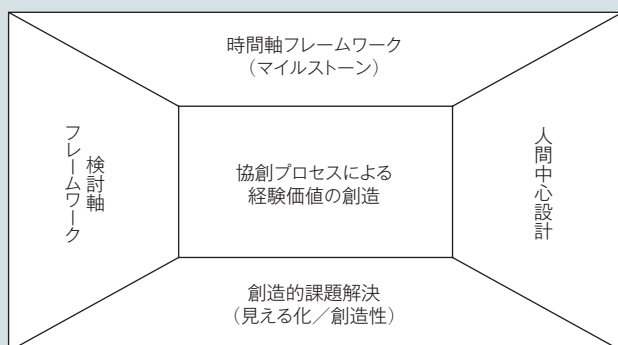 時間軸フレームワーク
（マイルストーン）
検討軸
フレームワーク
協創プロセスによる
経験価値の創造
人間中心設計
創造的課題解決
（見える化／創造性）